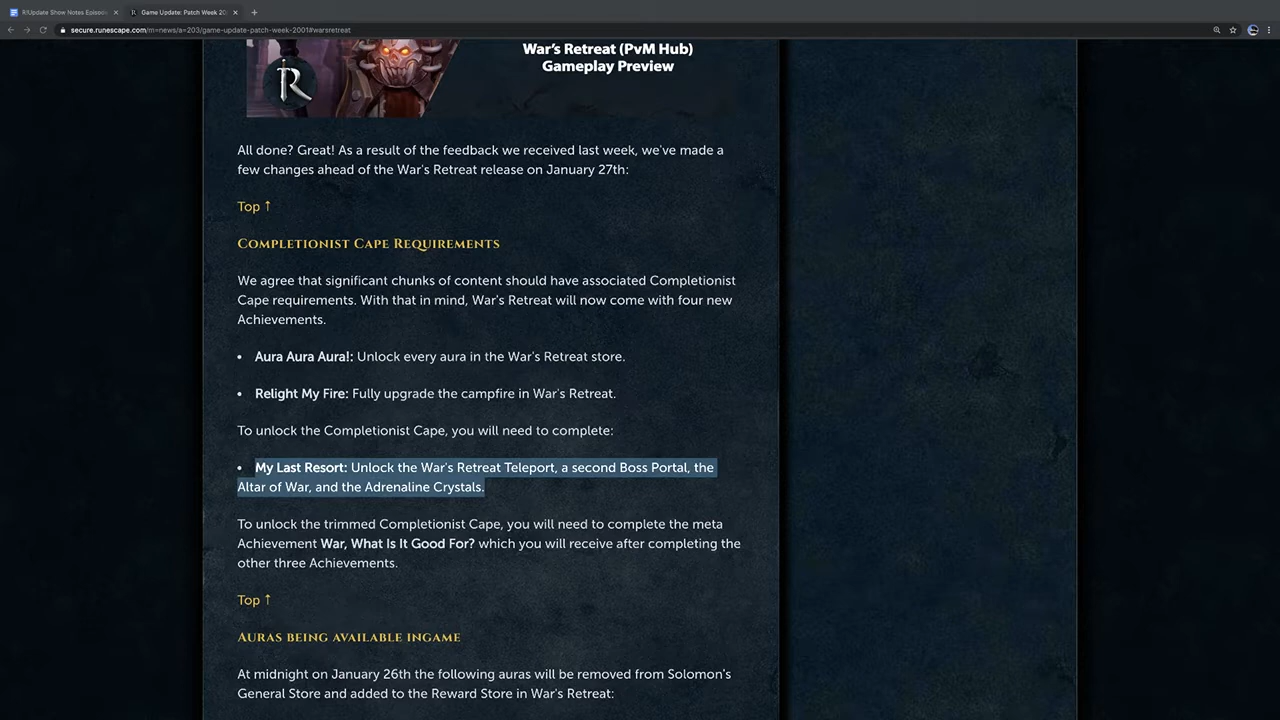 R!Update Show Notes Episode
Game Update: Patch Week 20
secure.runescape.com/m=news/a=203/game-update-patch-week-2001#warsretreat
War's Retreat (PvM Hub)
Gameplay Preview
All done? Great! As a result of the feedback we received last week, we've made a
few changes ahead of the War's Retreat release on January 27th:
Top ↑
Completionist Cape Requirements
We agree that significant chunks of content should have associated Completionist
Cape requirements. With that in mind, War's Retreat will now come with four new
Achievements.
• Aura Aura Aura!: Unlock every aura in the War's Retreat store.
• Relight My Fire: Fully upgrade the campfire in War's Retreat.
To unlock the Completionist Cape, you will need to complete:
• My Last Resort: Unlock the War's Retreat Teleport, a second Boss Portal, the
Altar of War, and the Adrenaline Crystals.
To unlock the trimmed Completionist Cape, you will need to complete the meta
Achievement War, What Is It Good For? which you will receive after completing the
other three Achievements.
Top ↑
Auras being available ingame
At midnight on January 26th the following auras will be removed from Solomon's
General Store and added to the Reward Store in War's Retreat: